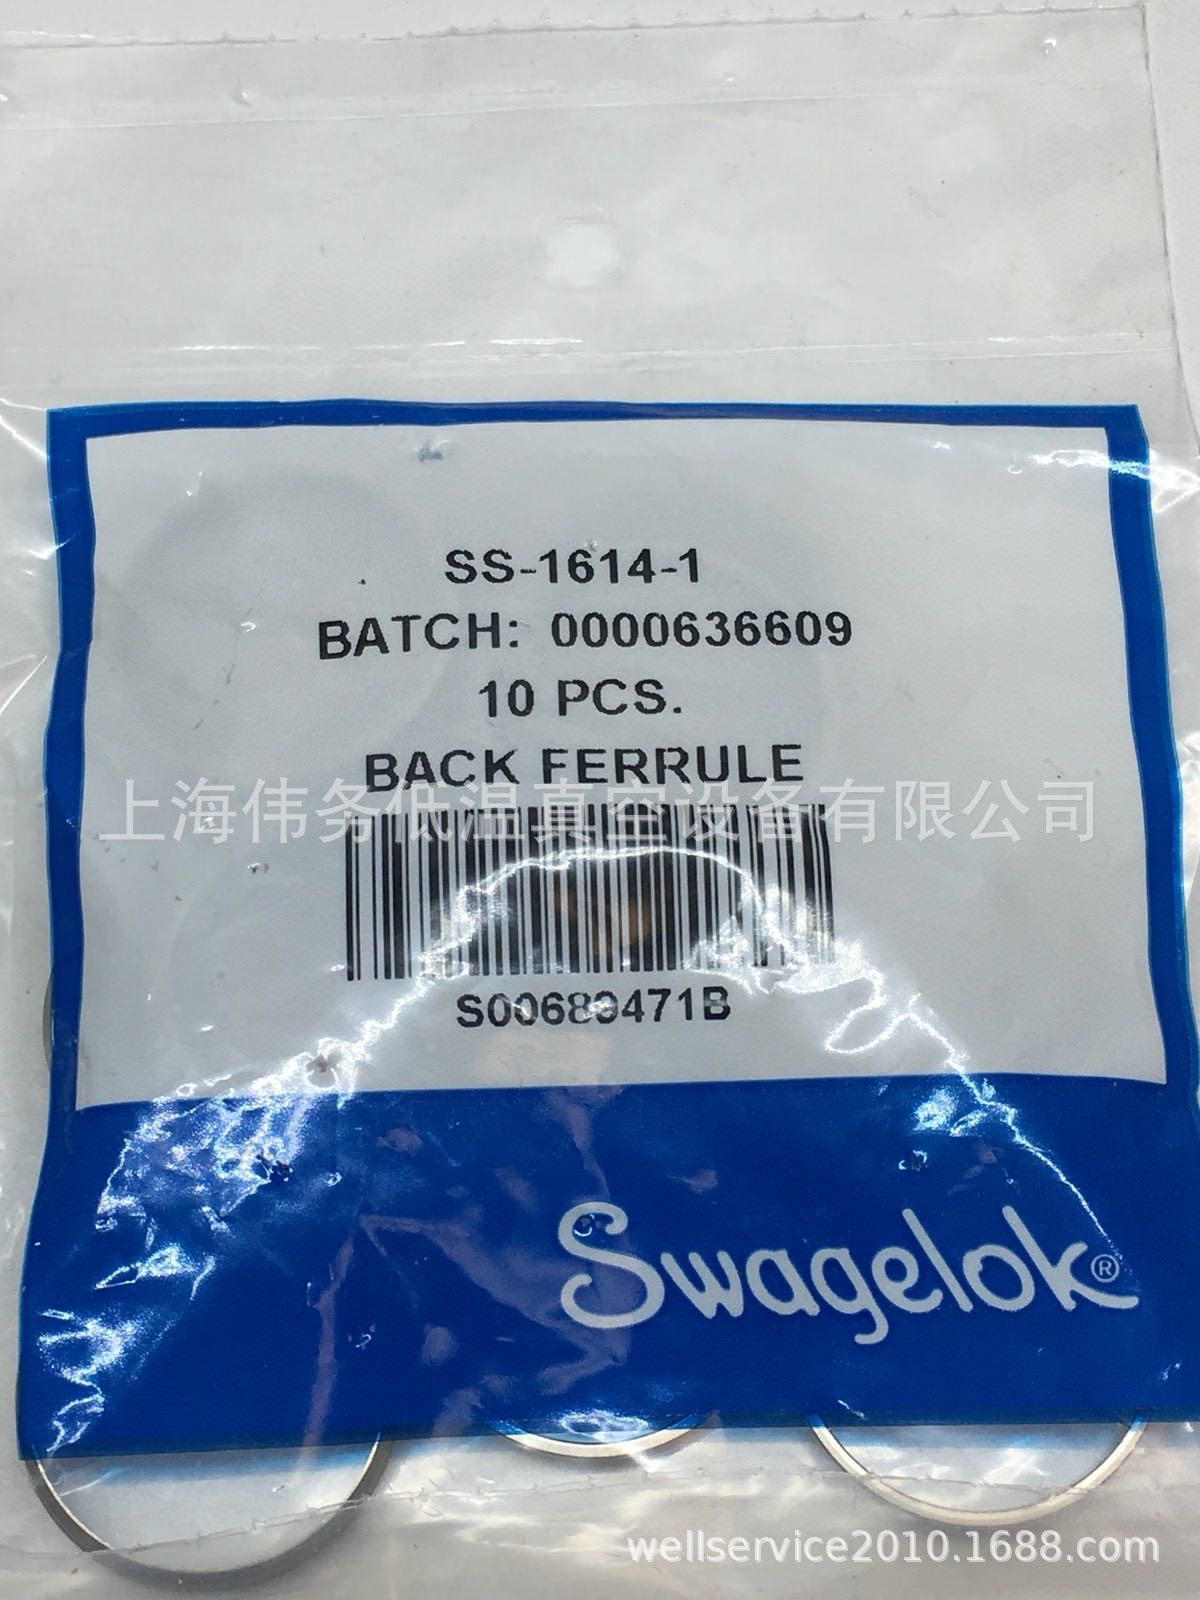 SS-1614-1
BATCH: 0000636609
10 PCS.
BACK FERRULE
上海伟务低温真空设备有限公司
S00689471B
Swagelok®
wellservice2010.1688.com